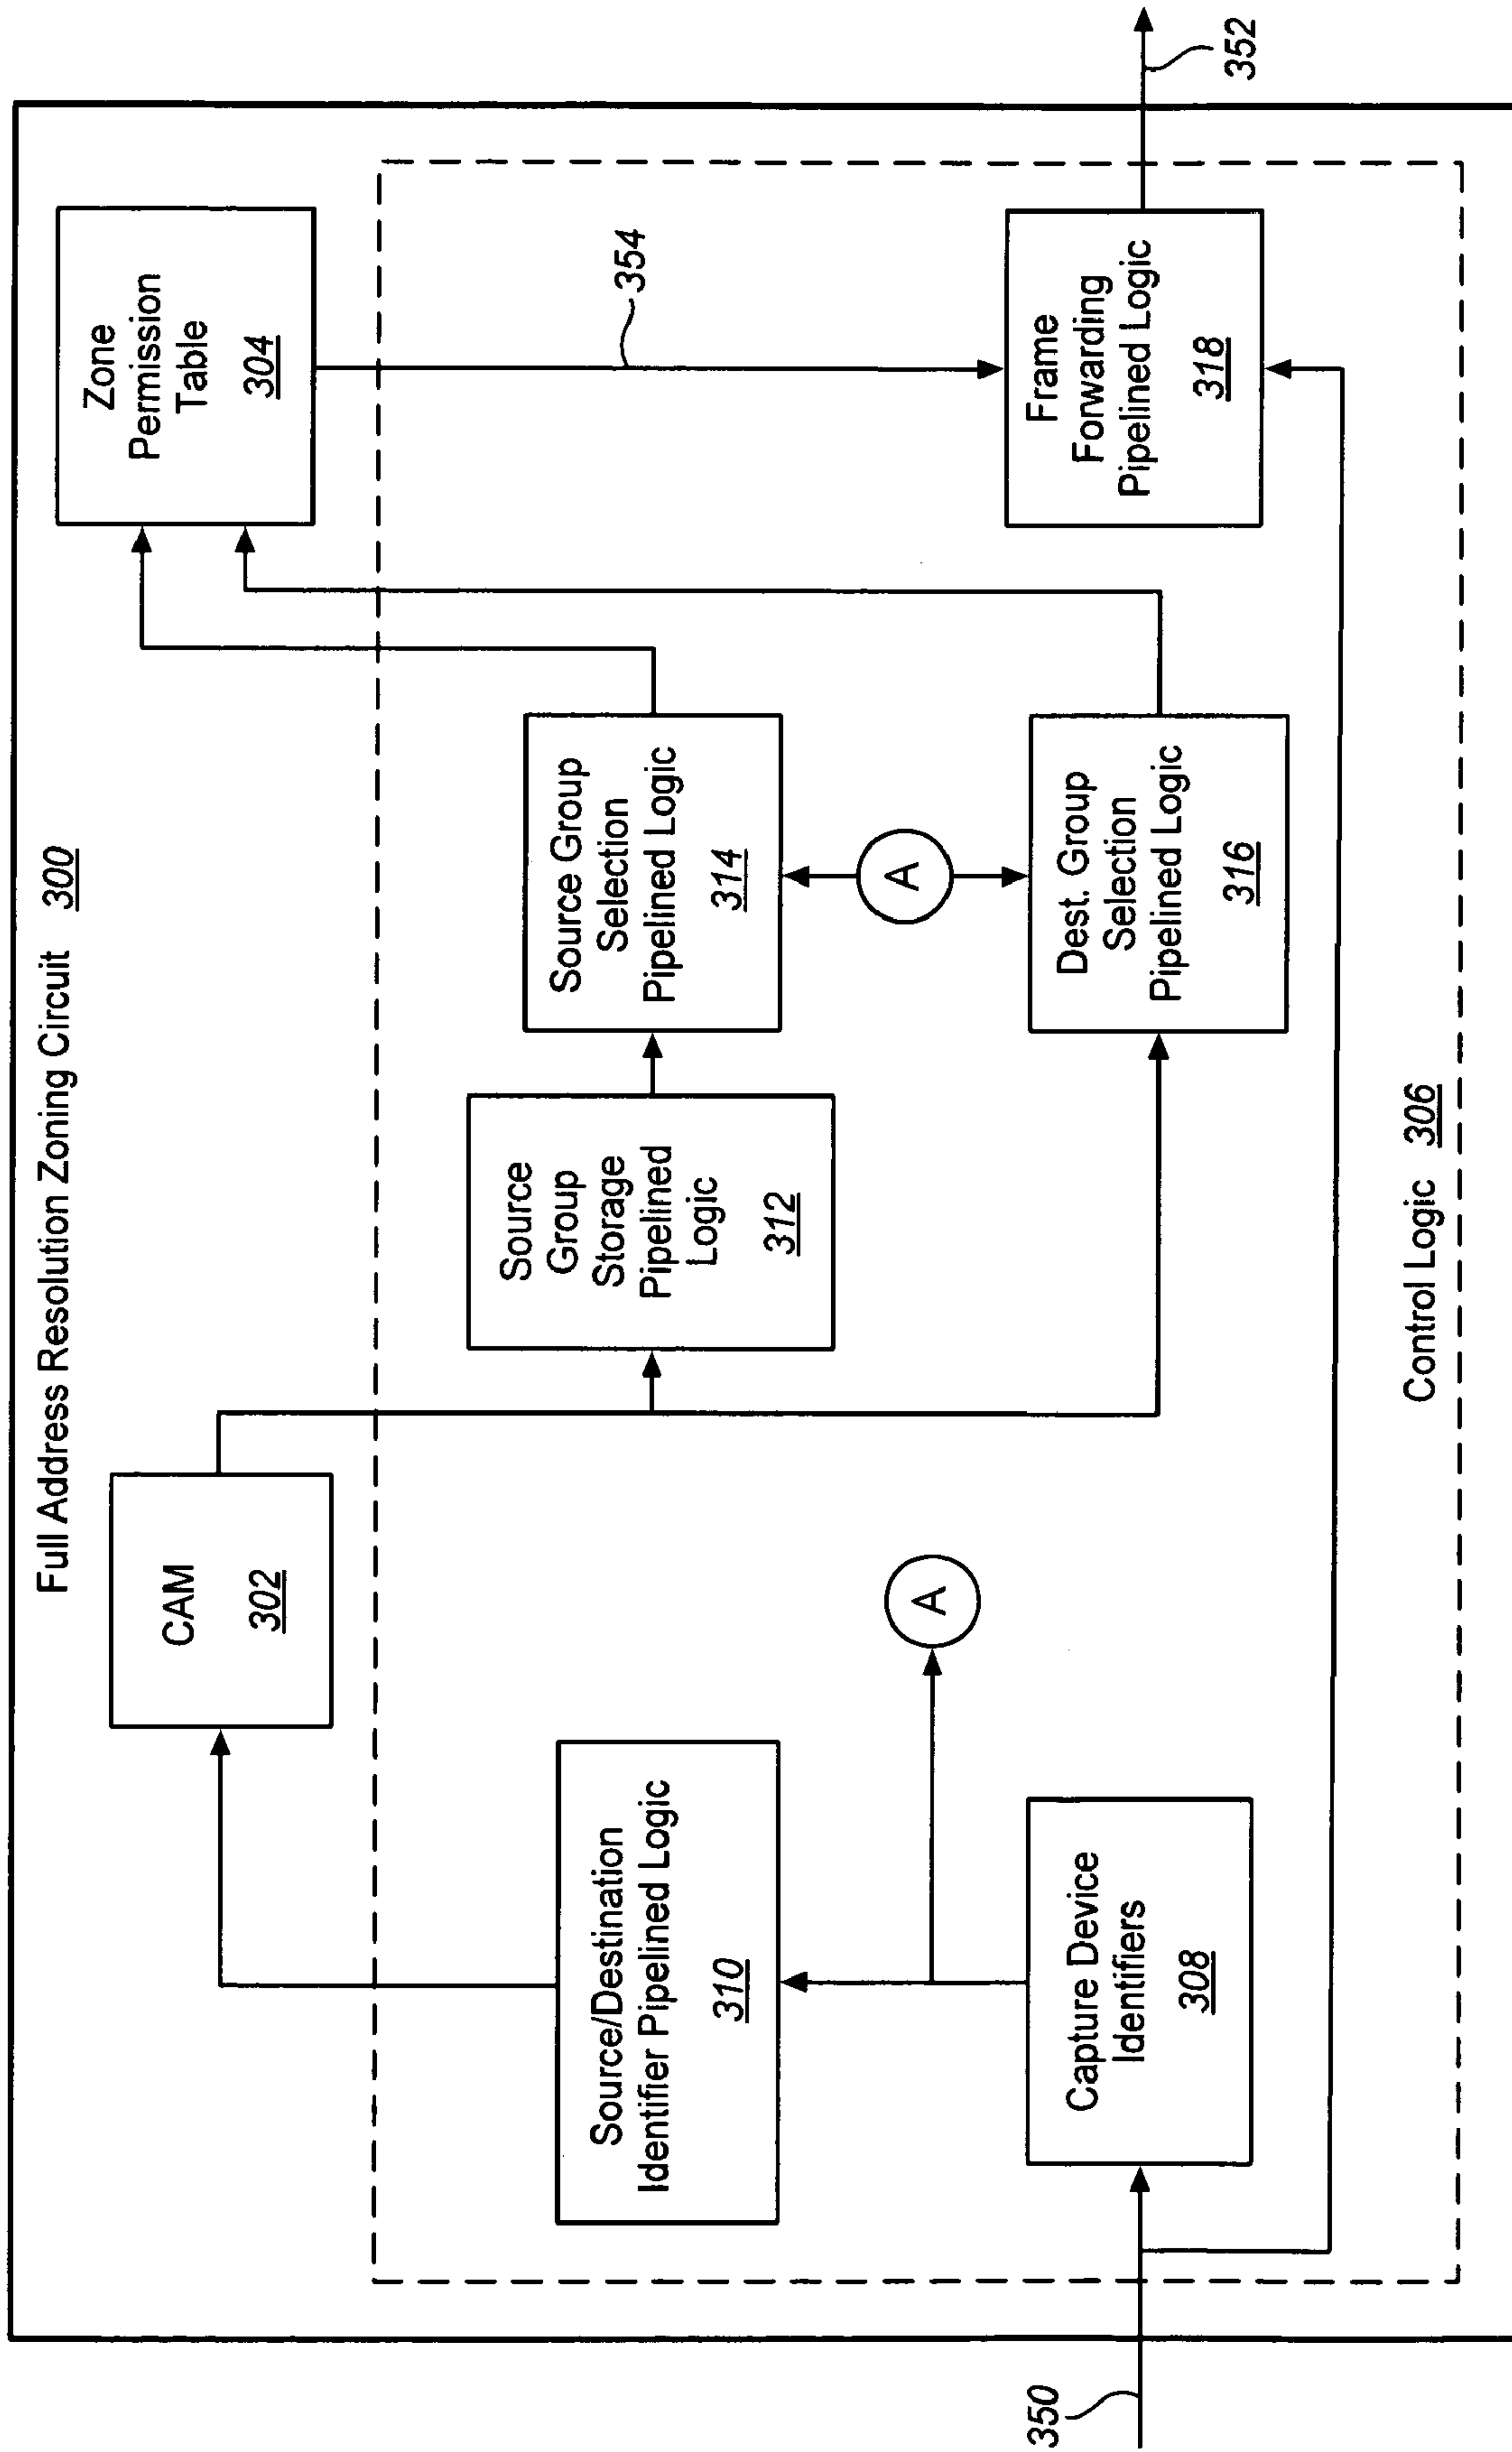 Full Address Resolution Zoning Circuit 300
CAM
302
Zone
Permission
Table
304
354
Source/Destination
Identifier Pipelined Logic
310
Source
Group
Storage
Pipelined
Logic
312
Source Group
Selection
Pipelined Logic
314
A
A
Capture Device
Identifiers
308
Dest. Group
Selection
Pipelined Logic
316
Frame
Forwarding
Pipelined Logic
318
350
352
Control Logic 306